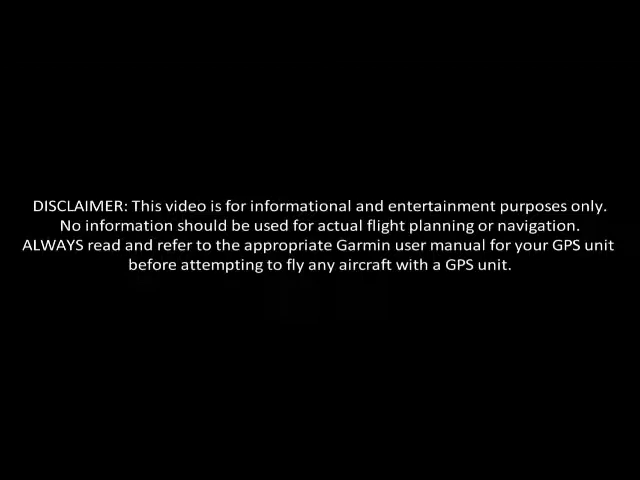 DISCLAIMER: This video is for informational and entertainment purposes only.
No information should be used for actual flight planning or navigation.
ALWAYS read and refer to the appropriate Garmin user manual for your GPS unit
before attempting to fly any aircraft with a GPS unit.